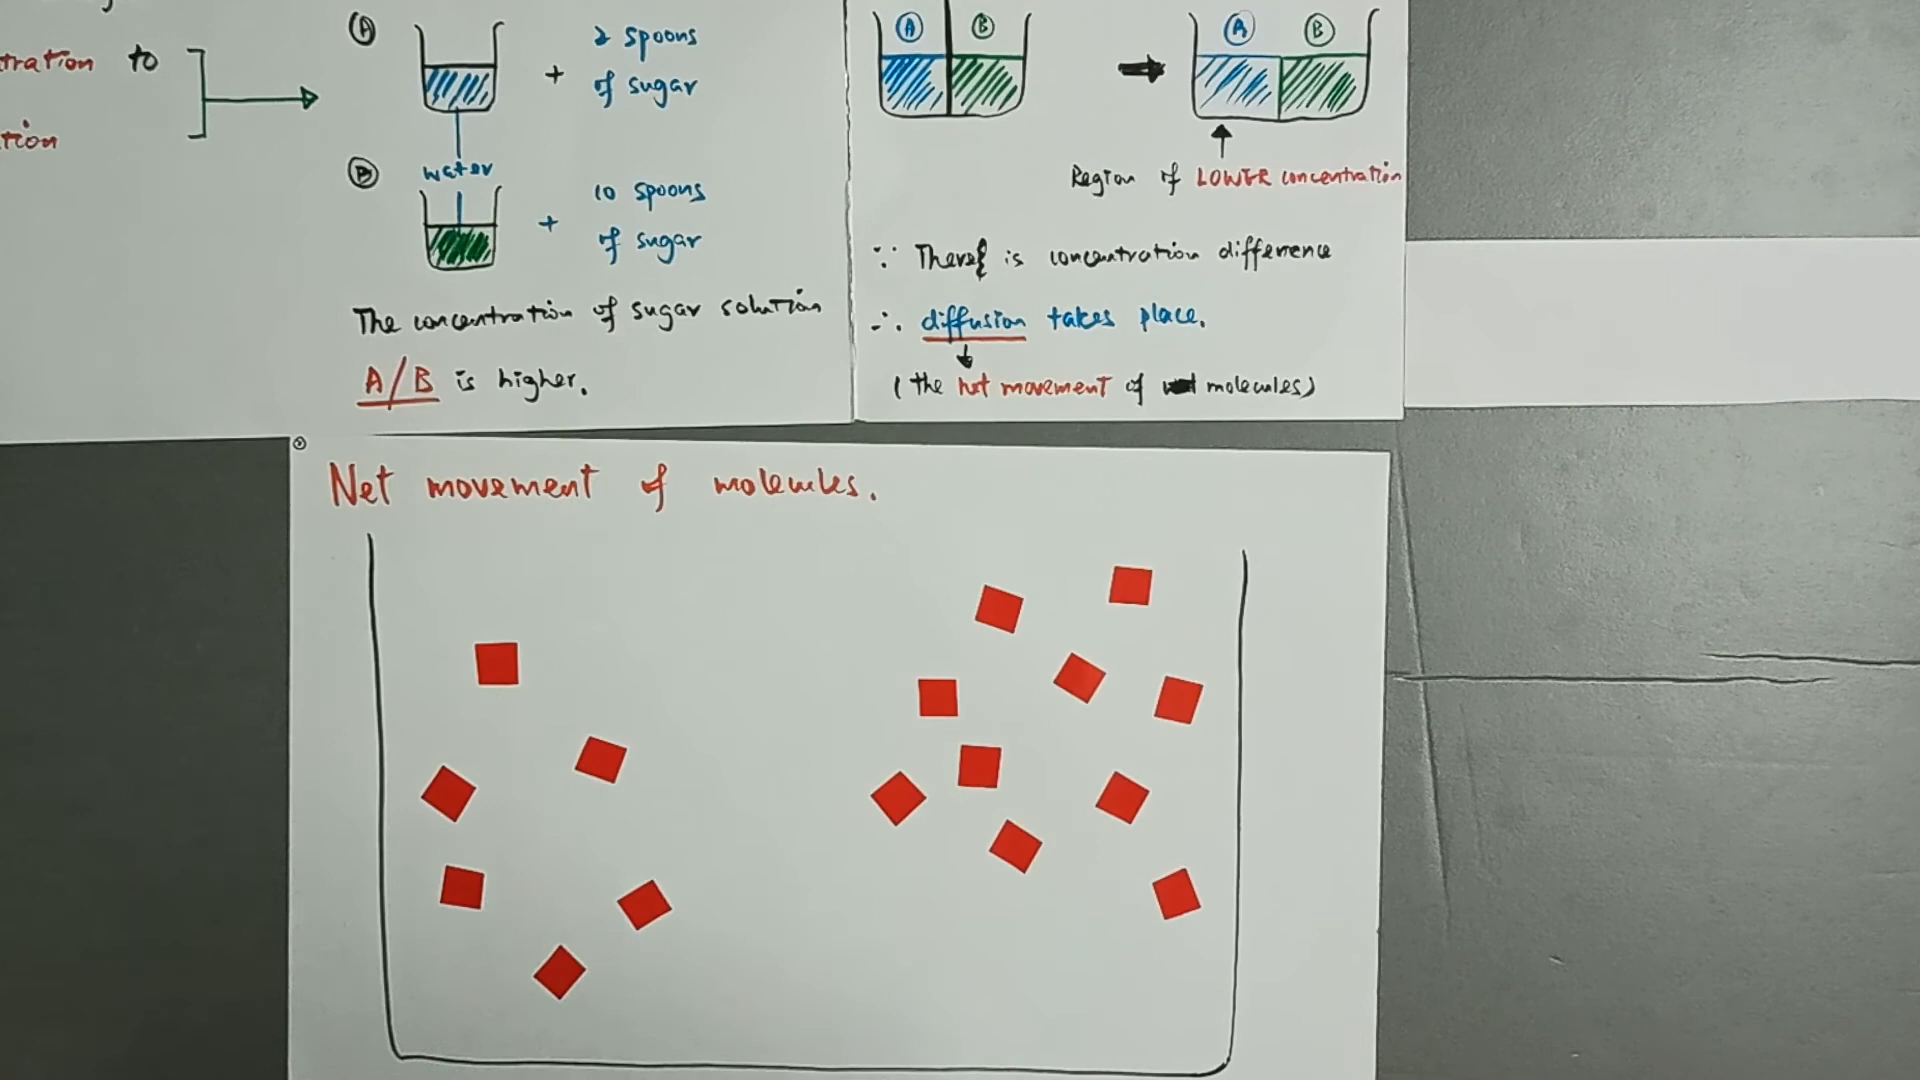 tration to
tion
A
2 spoons
+
of sugar
water
B
10 spoons
+
of sugar
The concentration of sugar solution
A/B is higher.
A B
A B
Region of LOWER concentration
∵ There is concentration difference
∴ diffusion takes place.
(the net movement of molecules)
Net movement of molecules.